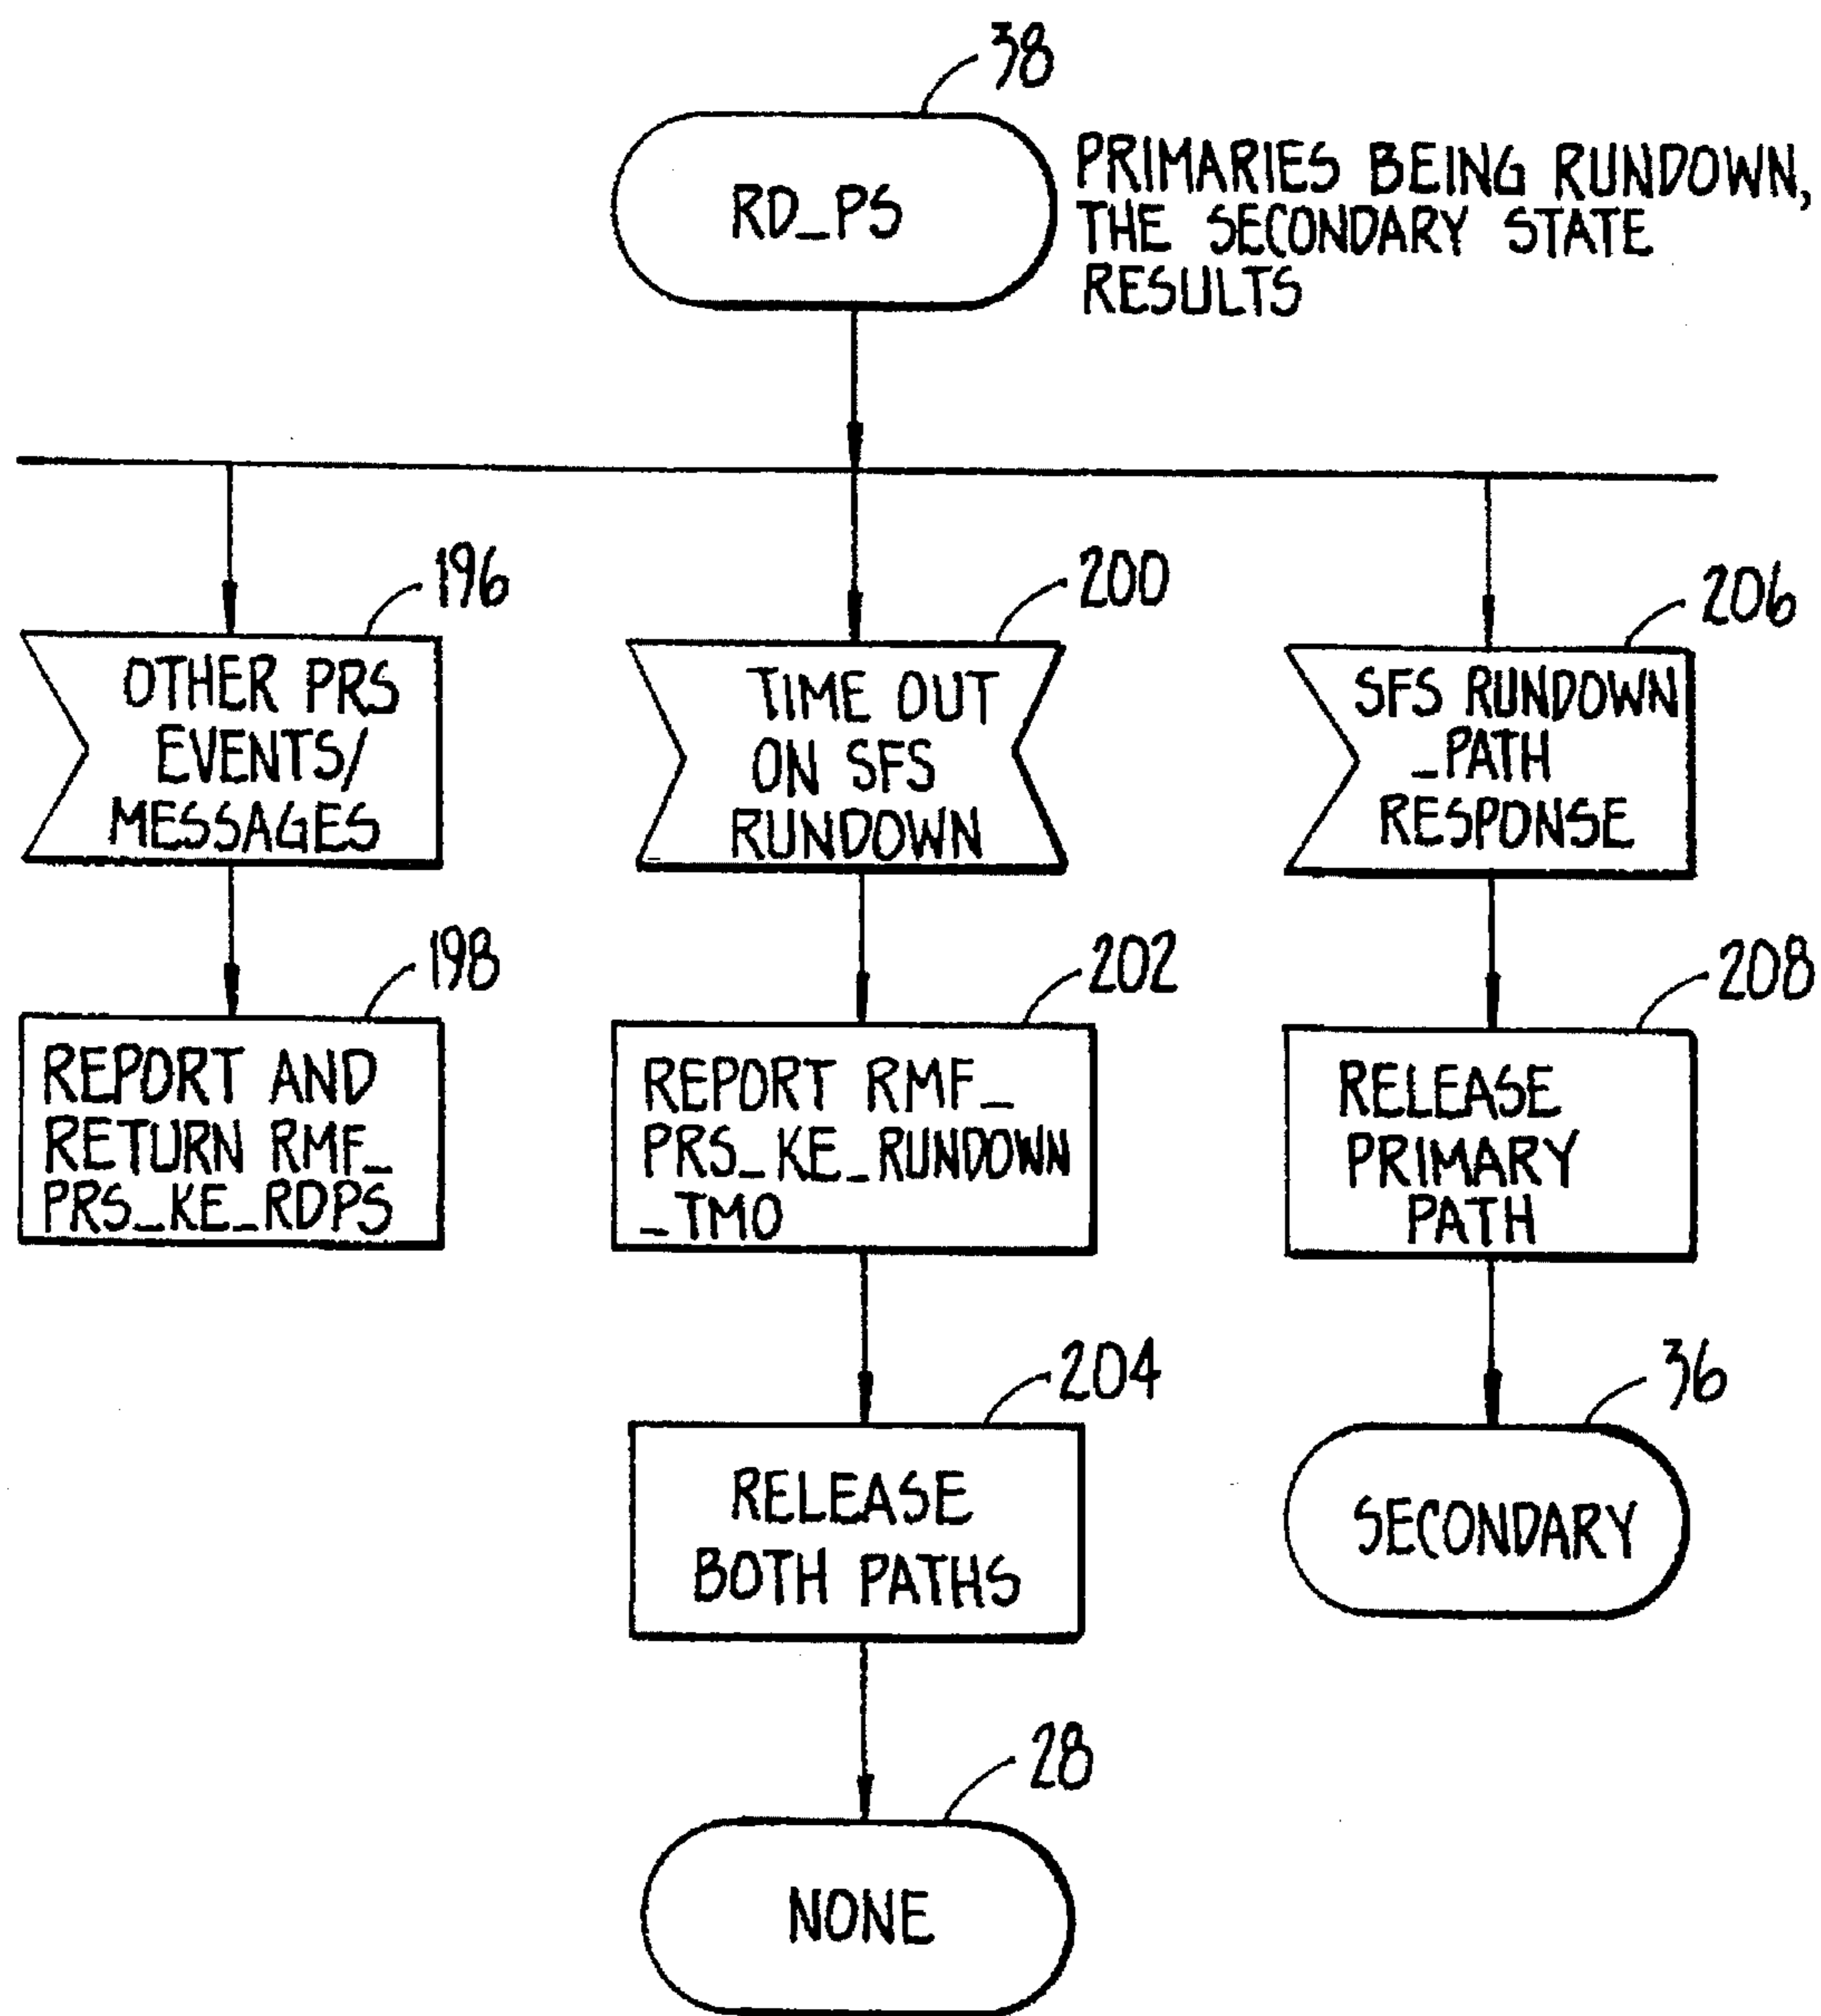 38
RD_PS
PRIMARIES BEING RUNDOWN,
THE SECONDARY STATE
RESULTS
196
OTHER PRS
EVENTS/
MESSAGES
200
TIME OUT
ON SFS
RUNDOWN
206
SFS RUNDOWN
_PATH
RESPONSE
198
REPORT AND
RETURN RMF_
PRS_KE_RDPS
202
REPORT RMF_
PRS_KE_RUNDOWN
_TMO
208
RELEASE
PRIMARY
PATH
204
RELEASE
BOTH PATHS
36
SECONDARY
28
NONE